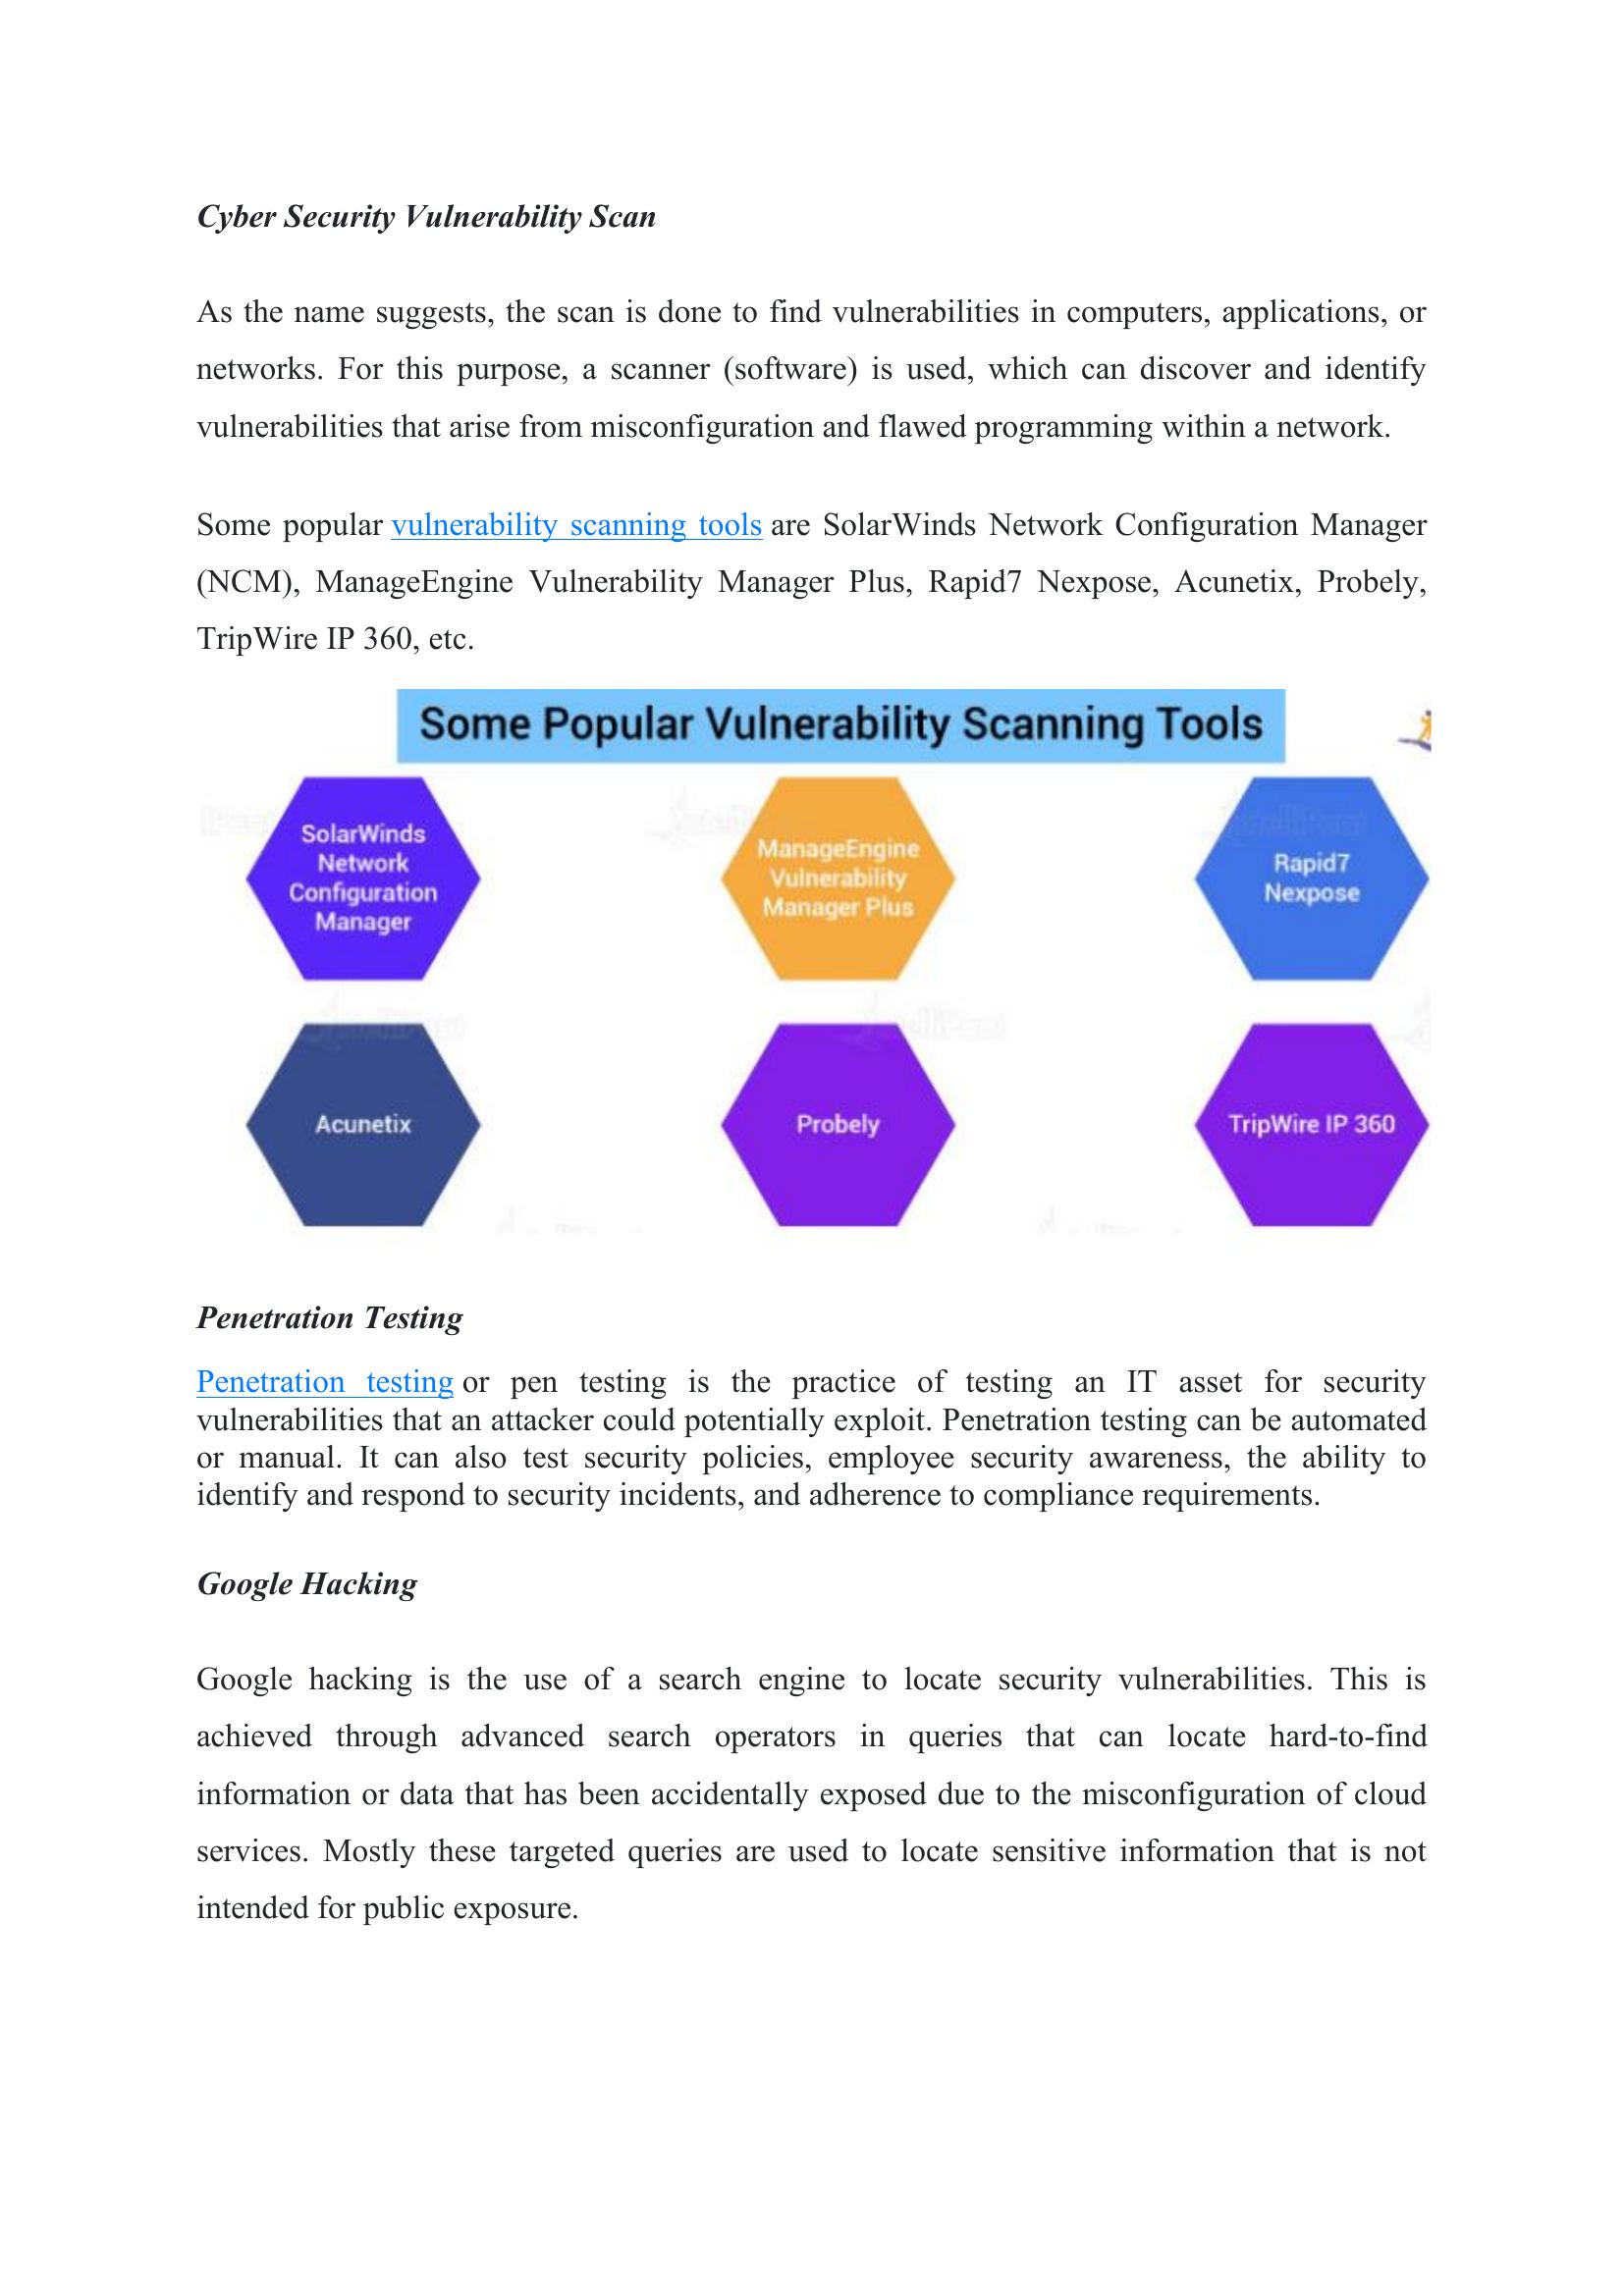 Cyber Security Vulnerability Scan
As the name suggests, the scan is done to find vulnerabilities in computers, applications, or
networks. For this purpose, a scanner (software) is used, which can discover and identify
vulnerabilities that arise from misconfiguration and flawed programming within a network.
Some popular vulnerability scanning tools are SolarWinds Network Configuration Manager
(NCM), ManageEngine Vulnerability Manager Plus, Rapid7 Nexpose, Acunetix, Probely,
TripWire IP 360, etc.
Some Popular Vulnerability Scanning Tools
SolarWinds
Network
Configuration
Manager
ManageEngine
Vulnerability
Manager Plus
Rapid7
Nexpose
Acunetix
Probely
TripWire IP 360
Penetration Testing
Penetration testing or pen testing is the practice of testing an IT asset for security
vulnerabilities that an attacker could potentially exploit. Penetration testing can be automated
or manual. It can also test security policies, employee security awareness, the ability to
identify and respond to security incidents, and adherence to compliance requirements.
Google Hacking
Google hacking is the use of a search engine to locate security vulnerabilities. This is
achieved through advanced search operators in queries that can locate hard-to-find
information or data that has been accidentally exposed due to the misconfiguration of cloud
services. Mostly these targeted queries are used to locate sensitive information that is not
intended for public exposure.